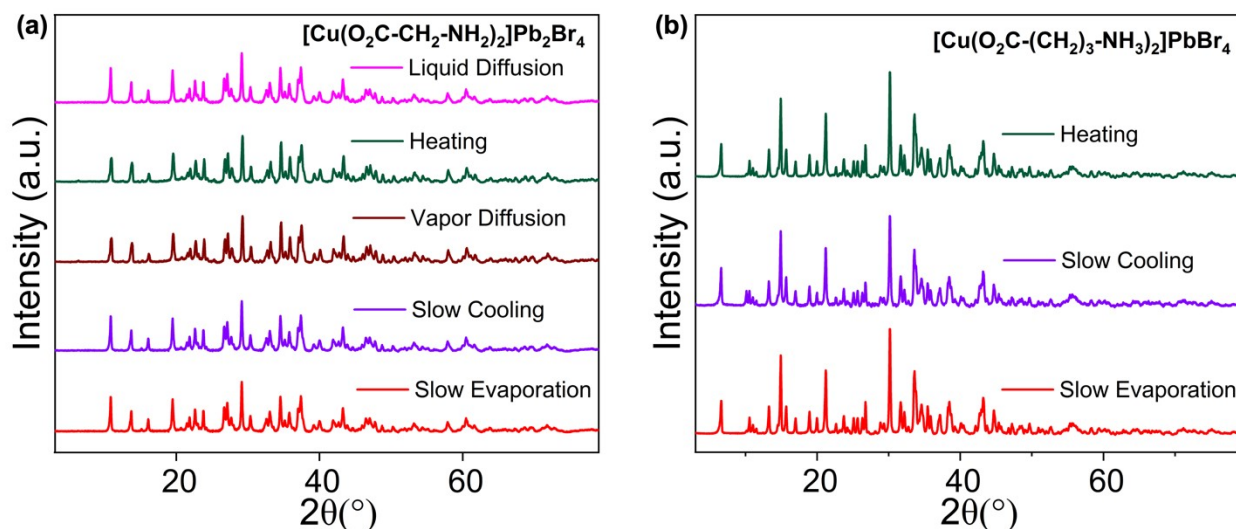 (a)
[Cu(O₂C-CH₂-NH₂)₂]Pb₂Br₄
Liquid Diffusion
Heating
Vapor Diffusion
Slow Cooling
Slow Evaporation
Intensity (a.u.)
20
40
60
2θ(°)
(b)
[Cu(O₂C-(CH₂)₃-NH₃)₂]PbBr₄
Heating
Slow Cooling
Slow Evaporation
Intensity (a.u.)
20
40
60
2θ(°)